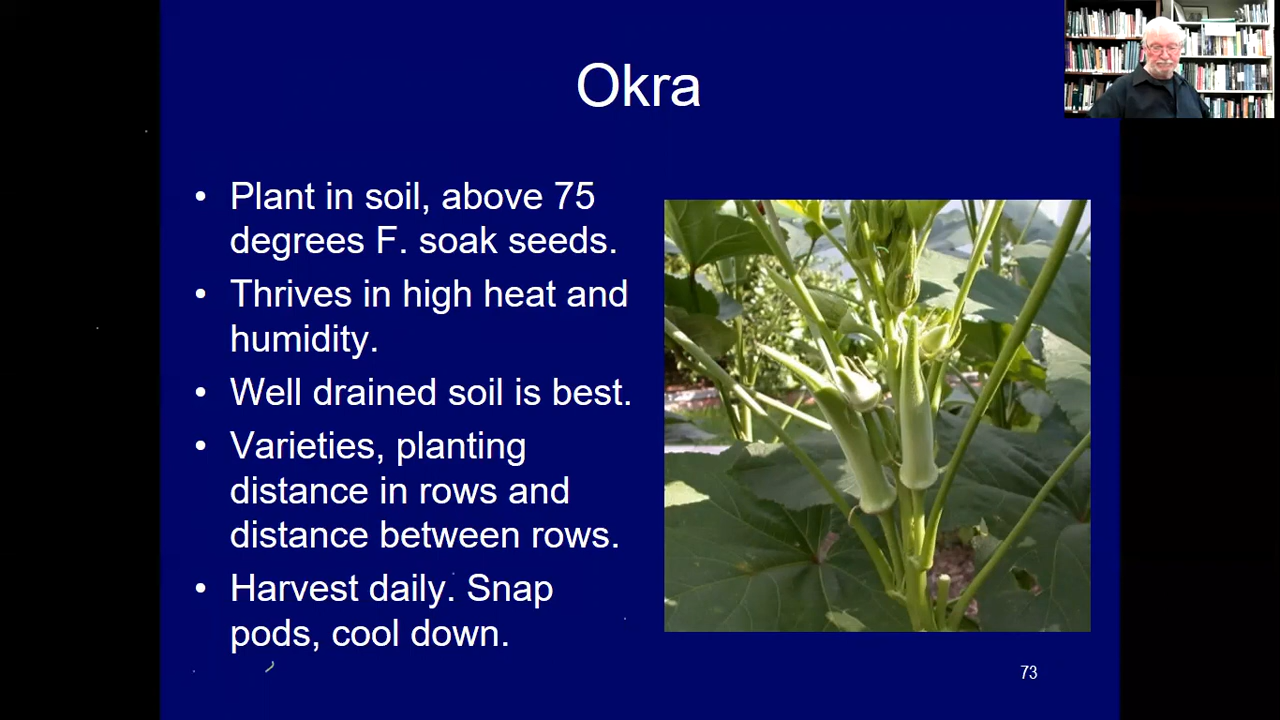 Okra
• Plant in soil, above 75
degrees F. soak seeds.
• Thrives in high heat and
humidity.
• Well drained soil is best.
• Varieties, planting
distance in rows and
distance between rows.
• Harvest daily. Snap
pods, cool down.
73